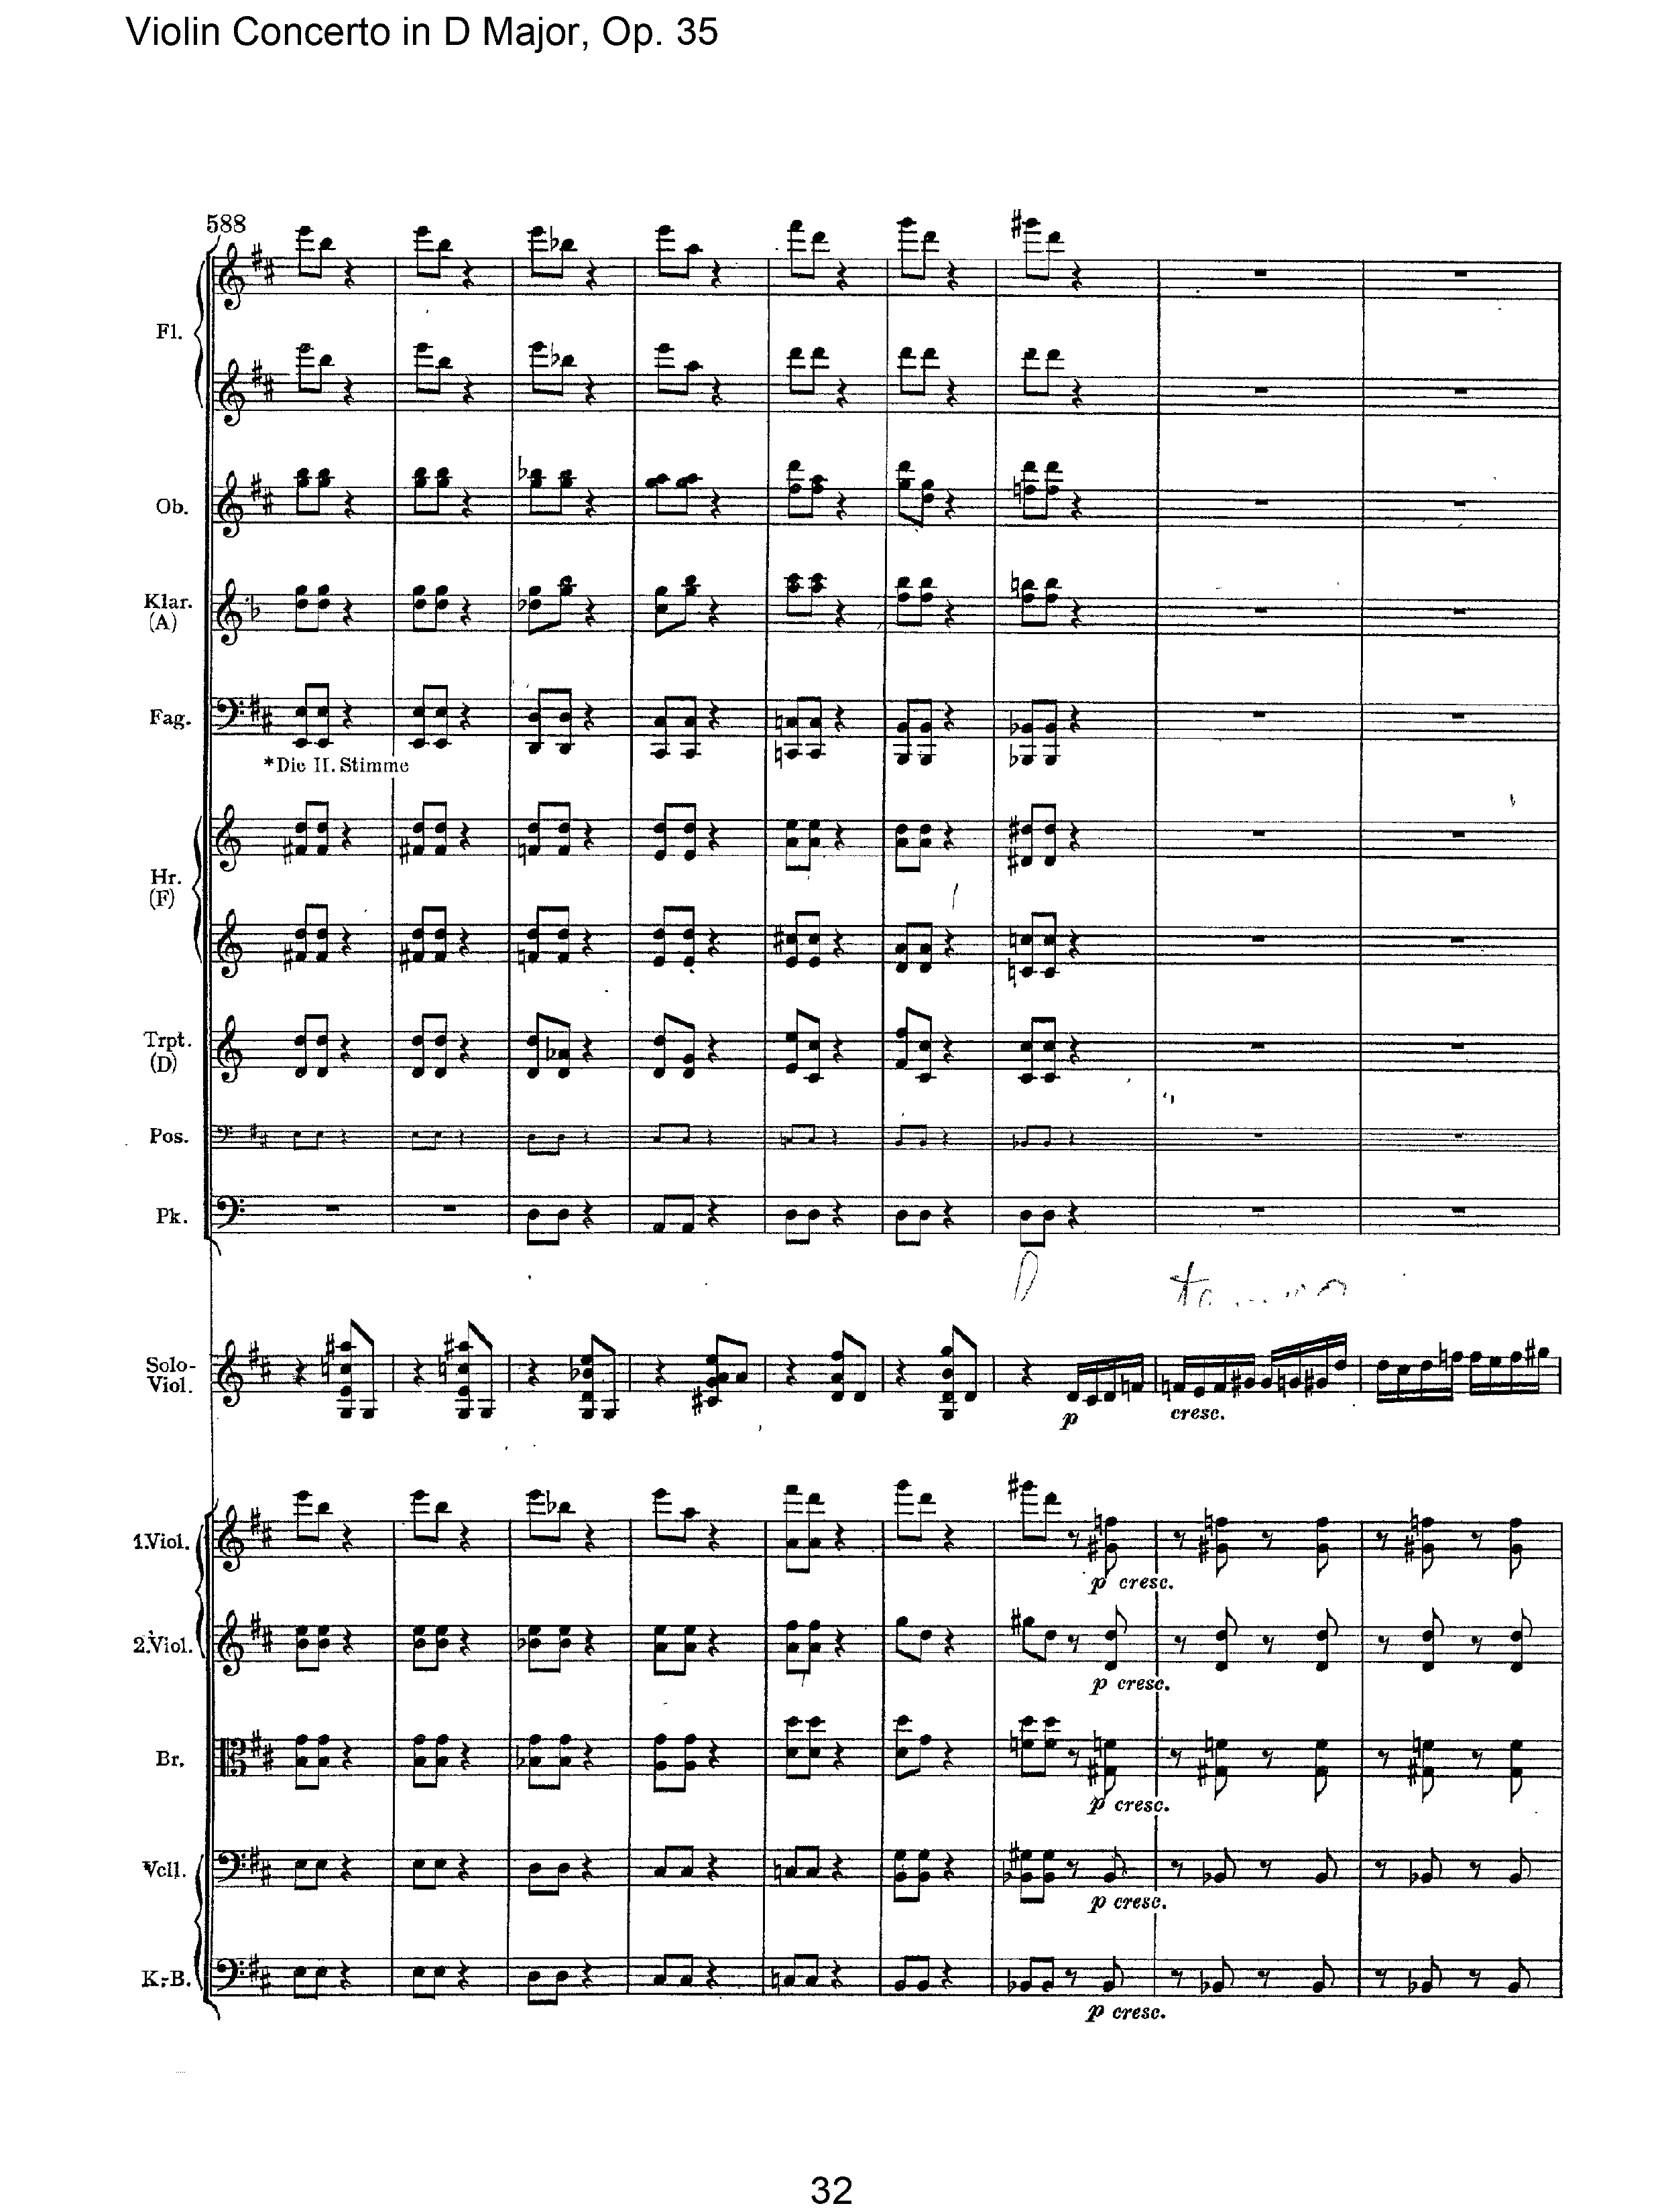 Violin Concerto in D Major, Op. 35
588
Fl.
Ob.
Klar.
(A)
Fag.
*Die II. Stimme
Hr.
(F)
Trpt.
(D)
Pos.
Pk.
Solo-
Viol.
p
cresc.
1.Viol.
p cresc.
2.Viol.
p cresc.
Br.
p cresc.
Vcll.
p cresc.
K.-B.
p cresc.
32